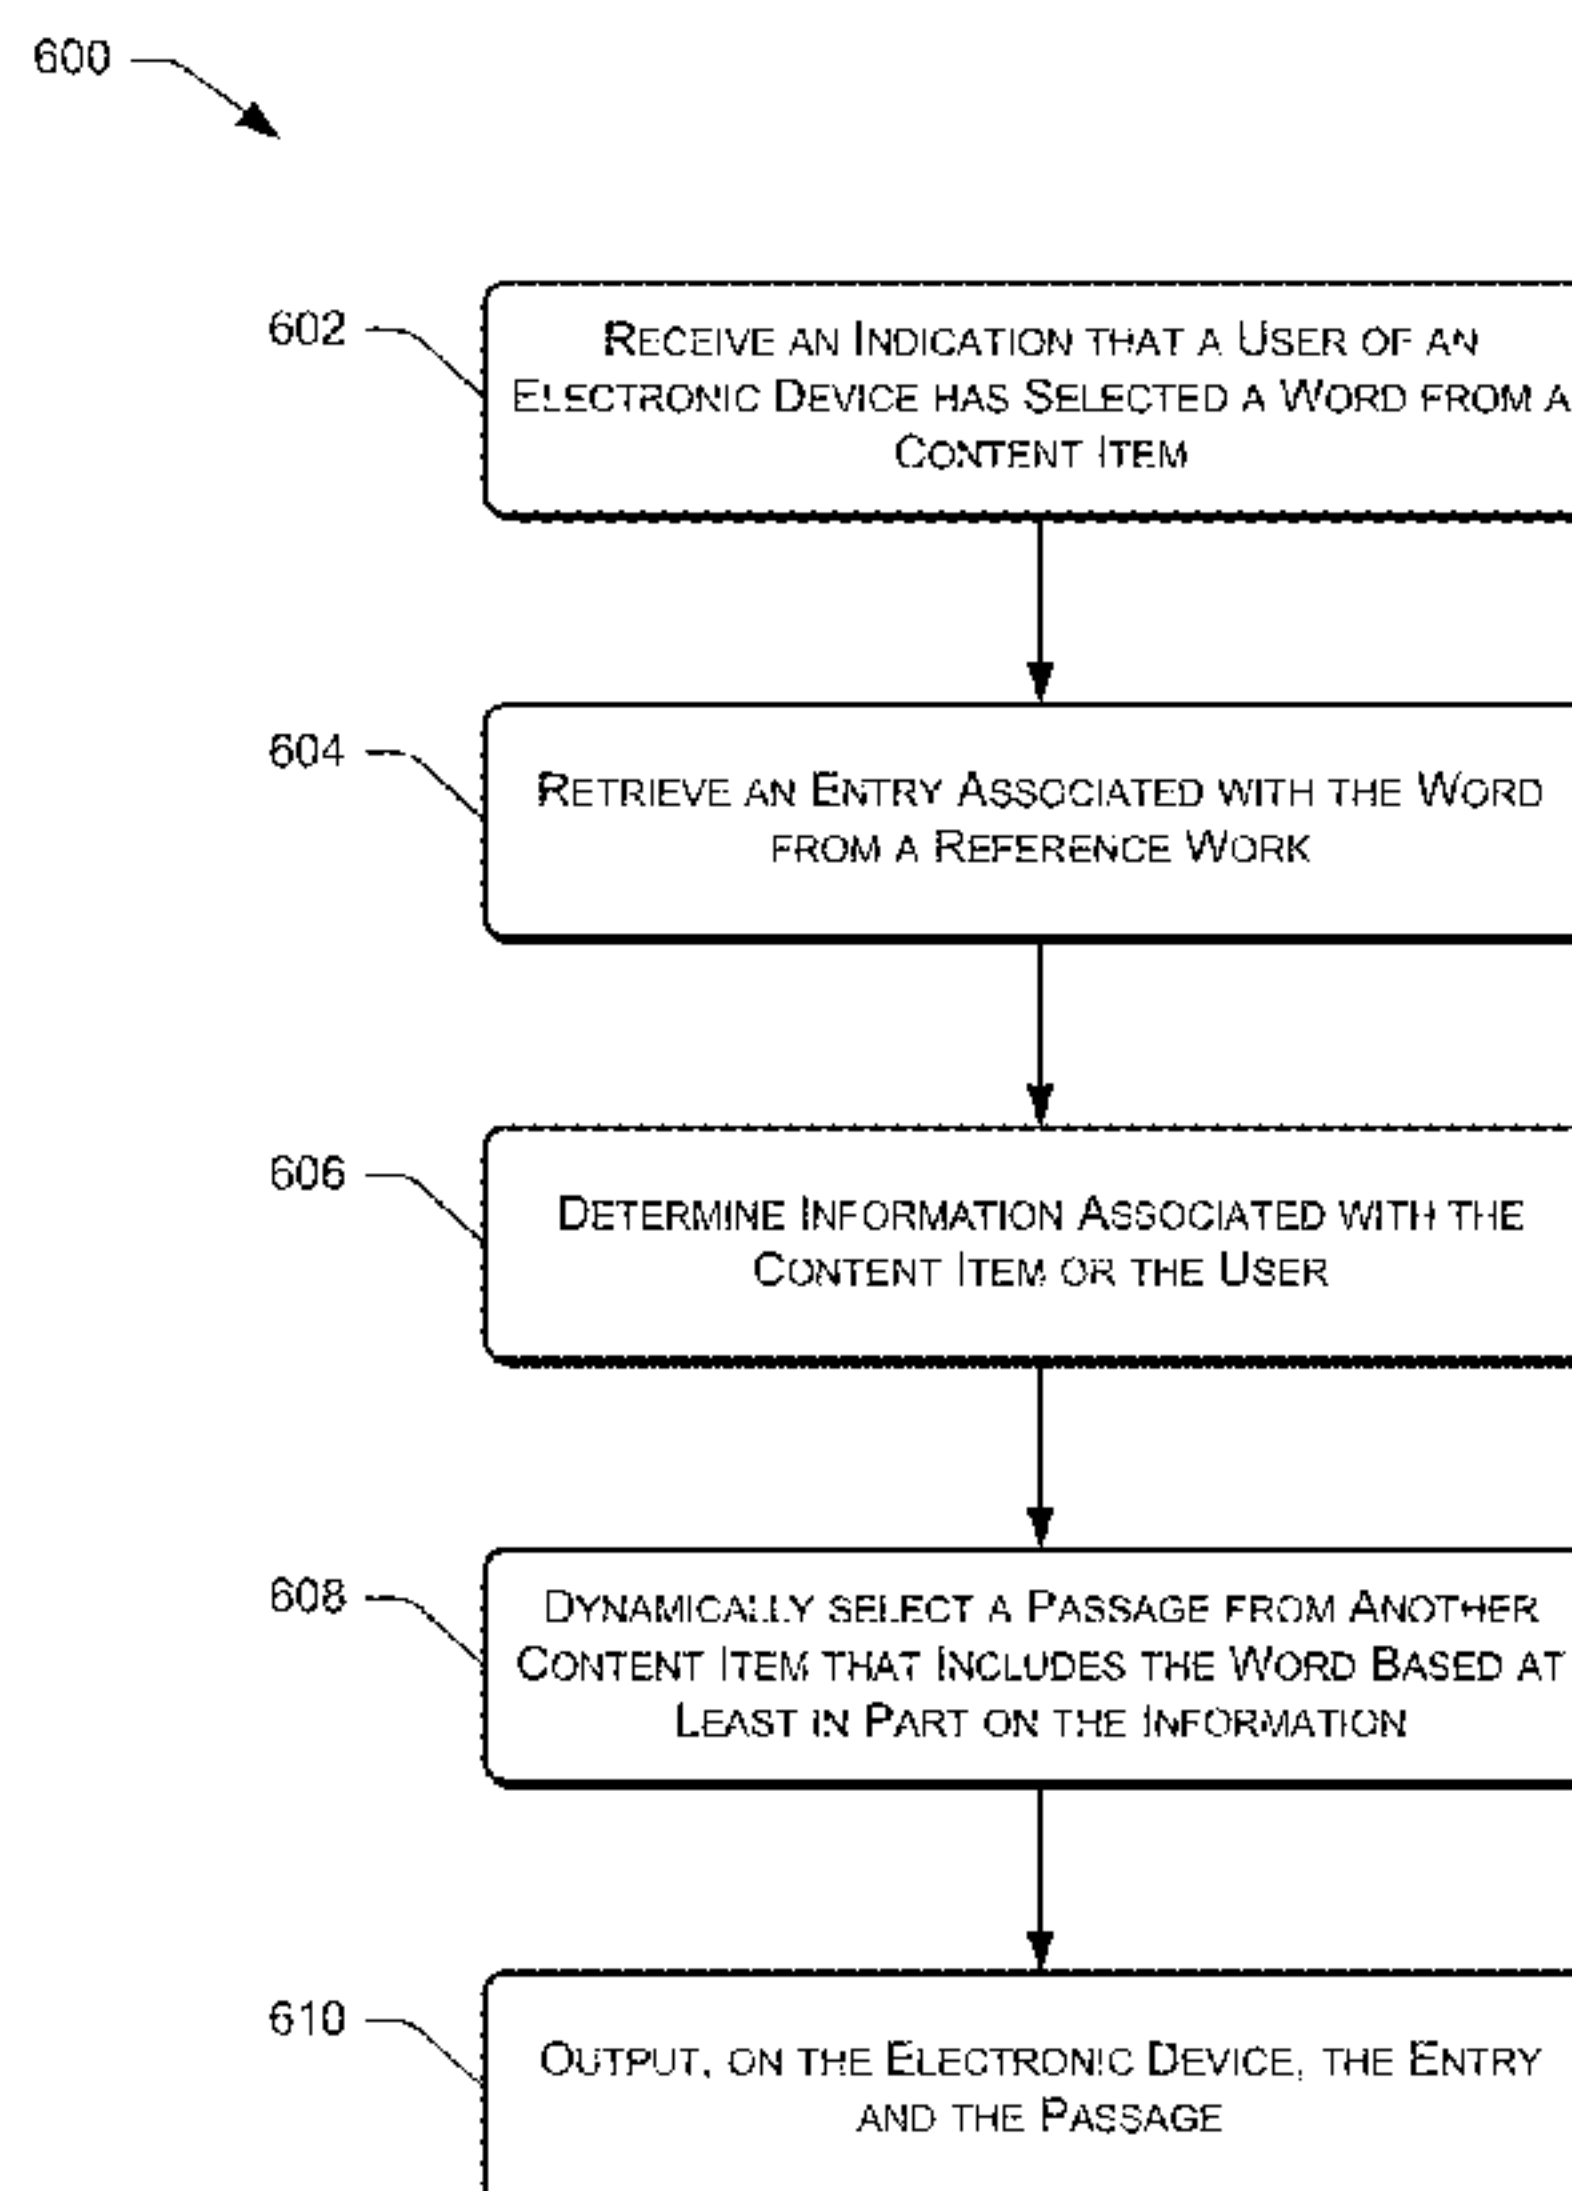 600
602
RECEIVE AN INDICATION THAT A USER OF AN
ELECTRONIC DEVICE HAS SELECTED A WORD FROM A
CONTENT ITEM
604
RETRIEVE AN ENTRY ASSOCIATED WITH THE WORD
FROM A REFERENCE WORK
606
DETERMINE INFORMATION ASSOCIATED WITH THE
CONTENT ITEM OR THE USER
608
DYNAMICALLY SELECT A PASSAGE FROM ANOTHER
CONTENT ITEM THAT INCLUDES THE WORD BASED AT
LEAST IN PART ON THE INFORMATION
610
OUTPUT, ON THE ELECTRONIC DEVICE, THE ENTRY
AND THE PASSAGE